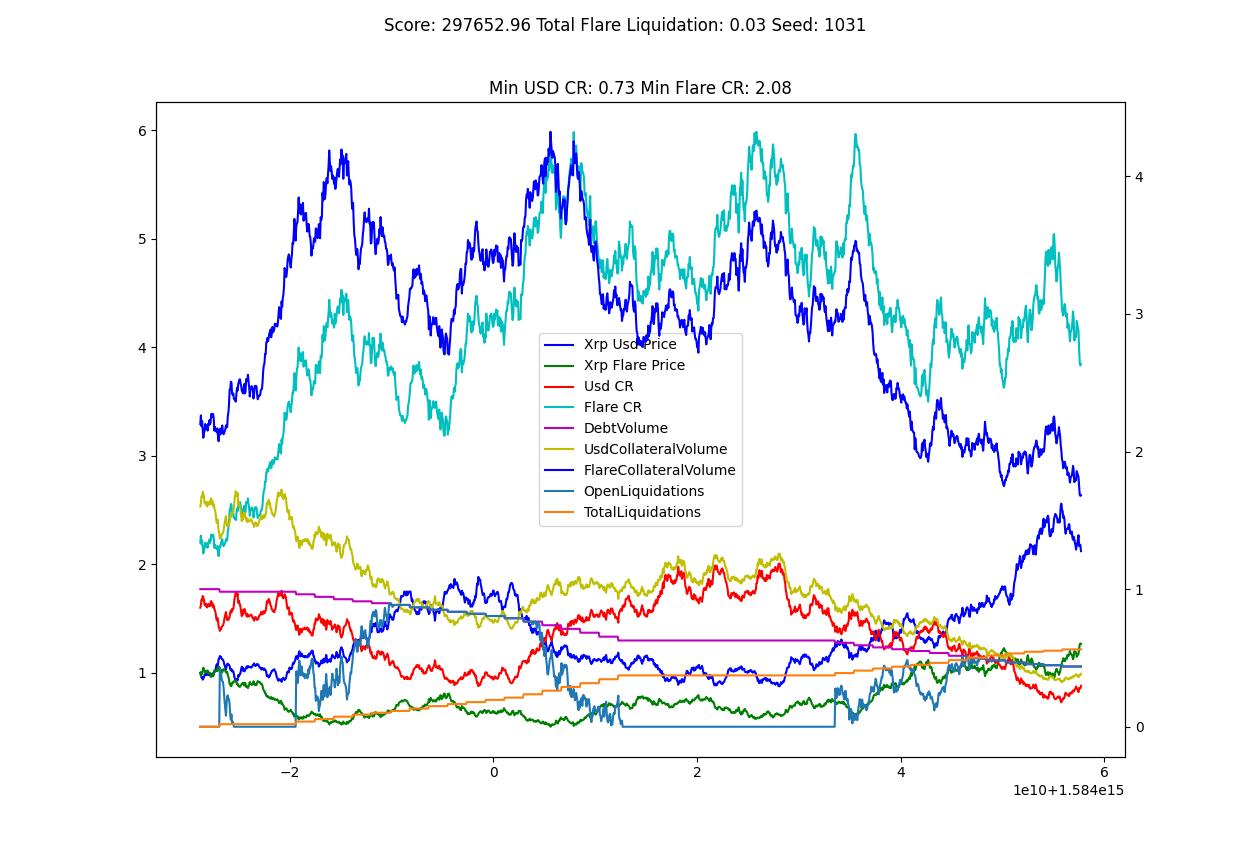 Score: 297652.96 Total Flare Liquidation: 0.03 Seed: 1031
Min USD CR: 0.73 Min Flare CR: 2.08
6
5
4
3
2
1
4
3
2
1
0
Xrp Usd Price
Xrp Flare Price
Usd CR
Flare CR
DebtVolume
UsdCollateralVolume
FlareCollateralVolume
OpenLiquidations
TotalLiquidations
−2 0 2 4 6
1e10+1.584e15